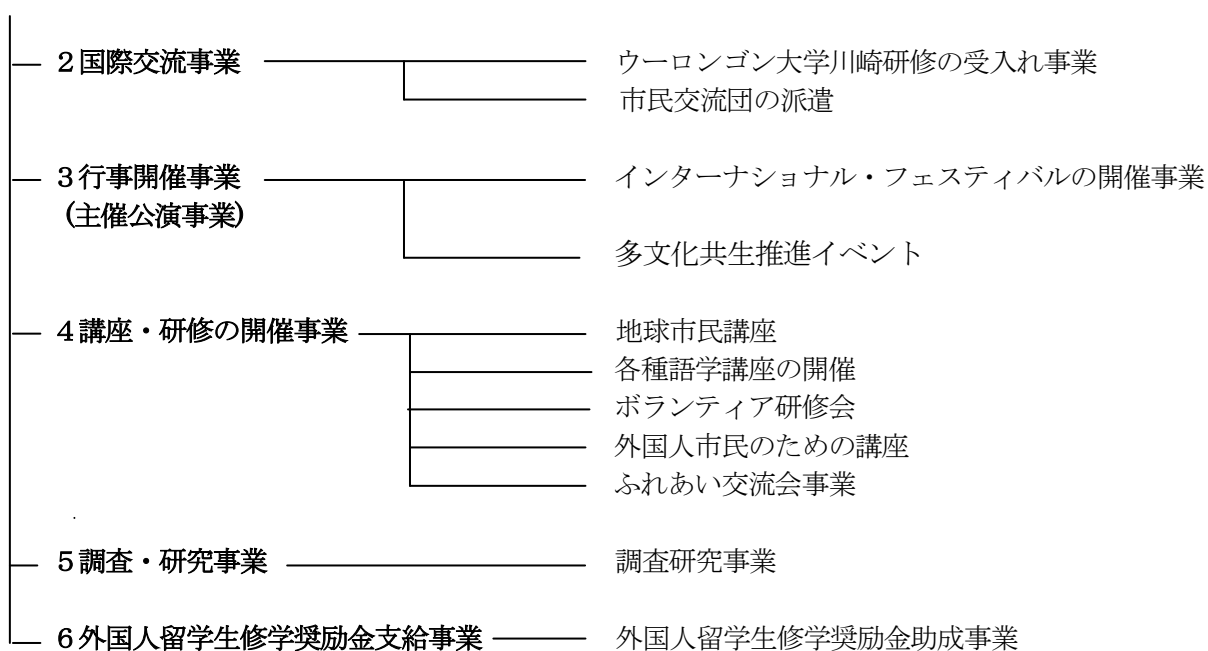 ２国際交流事業 ウーロンゴン大学川崎研修の受入れ事業
市民交流団の派遣
３行事開催事業 インターナショナル・フェスティバルの開催事業
(主催公演事業)
多文化共生推進イベント
４講座・研修の開催事業 地球市民講座
各種語学講座の開催
ボランティア研修会
外国人市民のための講座
ふれあい交流会事業
５調査・研究事業 調査研究事業
６外国人留学生修学奨励金支給事業 外国人留学生修学奨励金助成事業